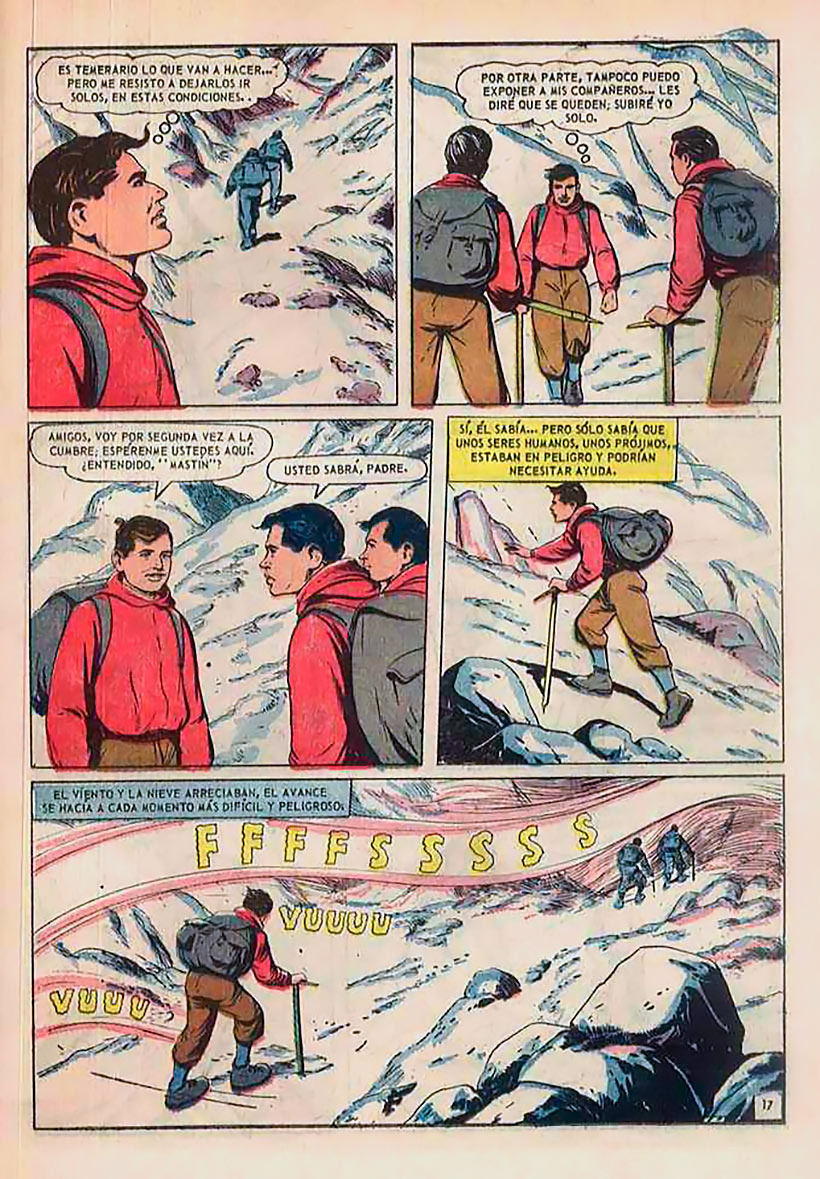 ES TEMERARIO LO QUE VAN A HACER...
PERO ME RESISTO A DEJARLOS IR
SOLOS, EN ESTAS CONDICIONES..
POR OTRA PARTE, TAMPOCO PUEDO
EXPONER A MIS COMPAÑEROS... LES
DIRÉ QUE SE QUEDEN; SUBIRÉ YO
SOLO.
AMIGOS, VOY POR SEGUNDA VEZ A LA
CUMBRE; ESPERENME USTEDES AQUÍ.
¿ENTENDIDO, "MASTIN"?
USTED SABRÁ, PADRE.
SÍ, ÉL SABÍA... PERO SÓLO SABÍA QUE
UNOS SERES HUMANOS, UNOS PRÓJIMOS,
ESTABAN EN PELIGRO Y PODRÍAN
NECESITAR AYUDA.
EL VIENTO Y LA NIEVE ARRECIABAN, EL AVANCE
SE HACÍA A CADA MOMENTO MÁS DIFÍCIL Y PELIGROSO.
FFFFSSSSS
VUUUU
VUUU
17